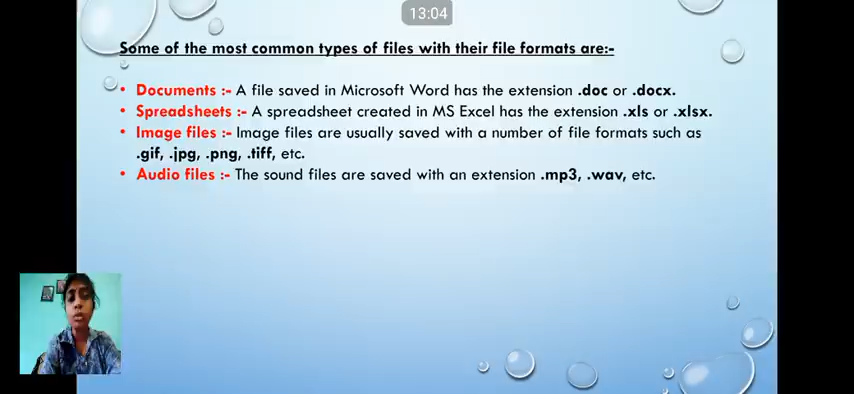 13:04
Some of the most common types of files with their file formats are:-
• Documents :- A file saved in Microsoft Word has the extension .doc or .docx.
• Spreadsheets :- A spreadsheet created in MS Excel has the extension .xls or .xlsx.
• Image files :- Image files are usually saved with a number of file formats such as
.gif, .jpg, .png, .tiff, etc.
• Audio files :- The sound files are saved with an extension .mp3, .wav, etc.